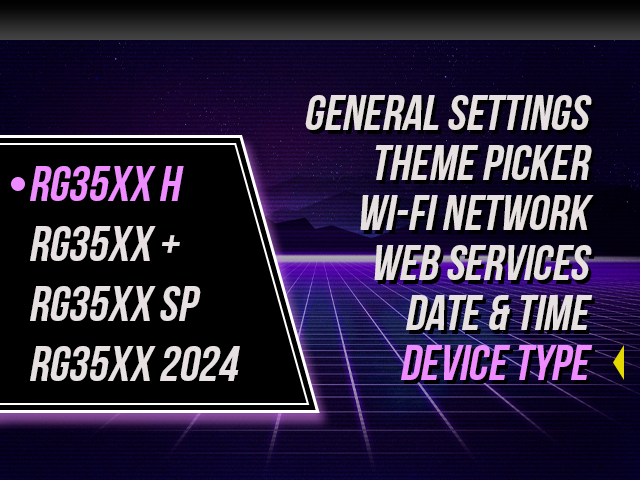 GENERAL SETTINGS
THEME PICKER
WI-FI NETWORK
WEB SERVICES
DATE & TIME
DEVICE TYPE
RG35XX H
RG35XX +
RG35XX SP
RG35XX 2024